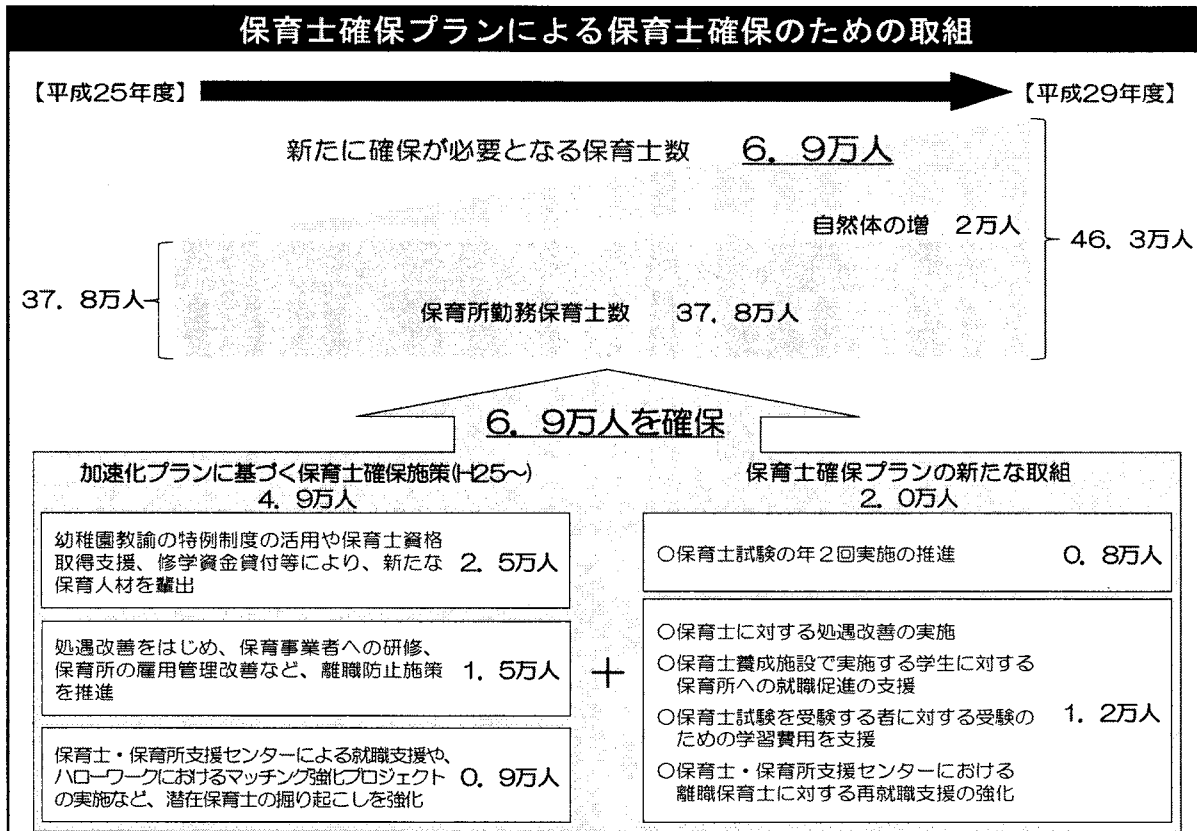 保育士確保プランによる保育士確保のための取組
【平成25年度】
【平成29年度】
新たに確保が必要となる保育士数 6．9万人
自然体の増 2万人
46．3万人
37．8万人
保育所勤務保育士数 37．8万人
6．9万人を確保
加速化プランに基づく保育士確保施策(H25～)
4．9万人
幼稚園教諭の特例制度の活用や保育士資格
取得支援、修学資金貸付等により、新たな
保育人材を輩出
2．5万人
処遇改善をはじめ、保育事業者への研修、
保育所の雇用管理改善など、離職防止施策
を推進
1．5万人
保育士・保育所支援センターによる就職支援や、
ハローワークにおけるマッチング強化プロジェクト
の実施など、潜在保育士の掘り起こしを強化
0．9万人
＋
保育士確保プランの新たな取組
2．0万人
○保育士試験の年２回実施の推進 0．8万人
○保育士に対する処遇改善の実施
○保育士養成施設で実施する学生に対する
保育所への就職促進の支援
○保育士試験を受験する者に対する受験の
ための学習費用を支援
○保育士・保育所支援センターにおける
離職保育士に対する再就職支援の強化
1．2万人